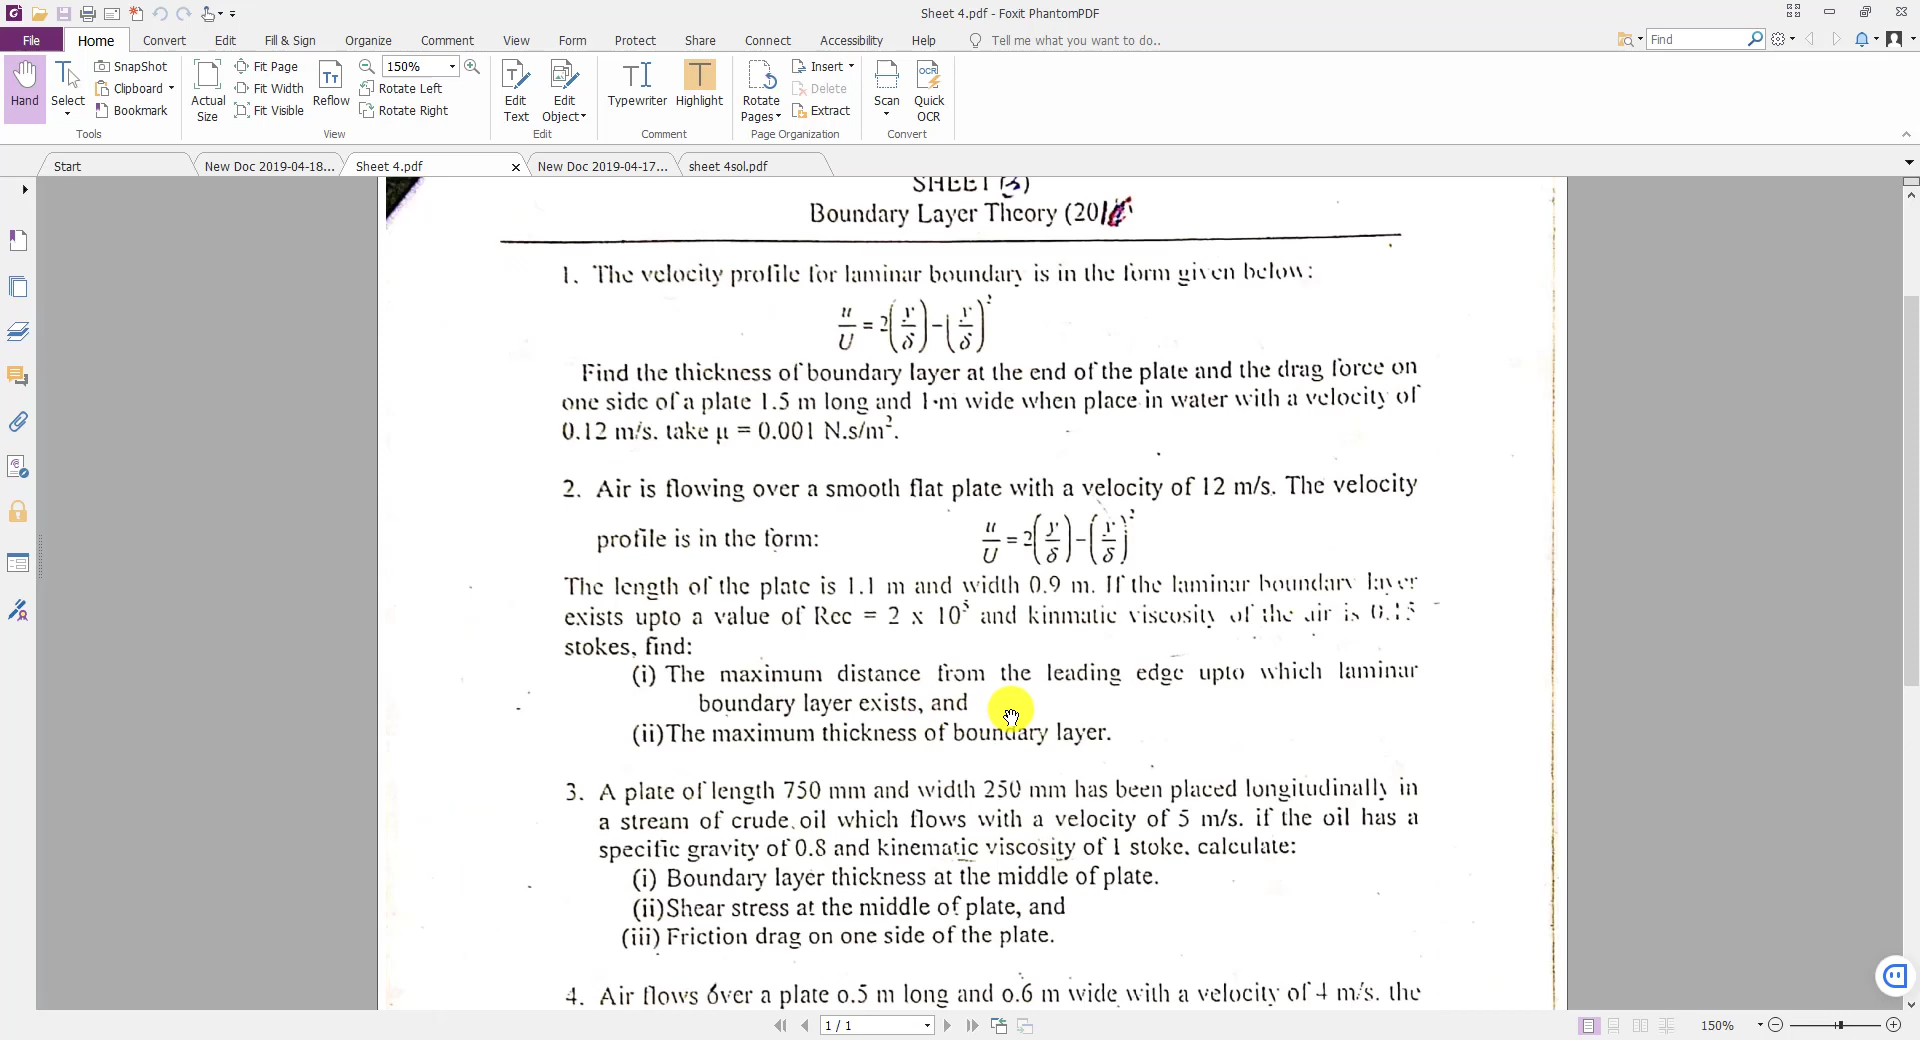 Sheet 4.pdf - Foxit PhantomPDF
File Home Convert Edit Fill & Sign Organize Comment View Form Protect Share Connect Accessibility Help Tell me what you want to do.. Find
Hand
Select
SnapShot
Clipboard
Bookmark
Tools
Actual Size
Fit Page
Fit Width
Fit Visible
Reflow
150%
Rotate Left
Rotate Right
View
Edit Text
Edit Object
Edit
Typewriter
Highlight
Comment
Rotate Pages
Insert
Delete
Extract
Page Organization
Scan
Quick OCR
Convert
Start New Doc 2019-04-18... Sheet 4.pdf New Doc 2019-04-17... sheet 4sol.pdf
SHEET
Boundary Layer Theory (201
1. The velocity profile for laminar boundary is in the form given below:
u/U = 2(y/δ) - (y/δ)²
Find the thickness of boundary layer at the end of the plate and the drag force on
one side of a plate 1.5 m long and 1 m wide when place in water with a velocity of
0.12 m/s. take μ = 0.001 N.s/m².
2. Air is flowing over a smooth flat plate with a velocity of 12 m/s. The velocity
profile is in the form: u/U = 2(y/δ) - (y/δ)²
The length of the plate is 1.1 m and width 0.9 m. If the laminar boundary layer
exists upto a value of Rec = 2 x 10⁵ and kinmatic viscosity of the air is 0.15
stokes, find:
(i) The maximum distance from the leading edge upto which laminar
boundary layer exists, and
(ii)The maximum thickness of boundary layer.
3. A plate of length 750 mm and width 250 mm has been placed longitudinally in
a stream of crude oil which flows with a velocity of 5 m/s. if the oil has a
specific gravity of 0.8 and kinematic viscosity of 1 stoke, calculate:
(i) Boundary layer thickness at the middle of plate.
(ii)Shear stress at the middle of plate, and
(iii) Friction drag on one side of the plate.
4. Air flows over a plate o.5 m long and o.6 m wide with a velocity of 4 m/s. the
1 / 1
150%